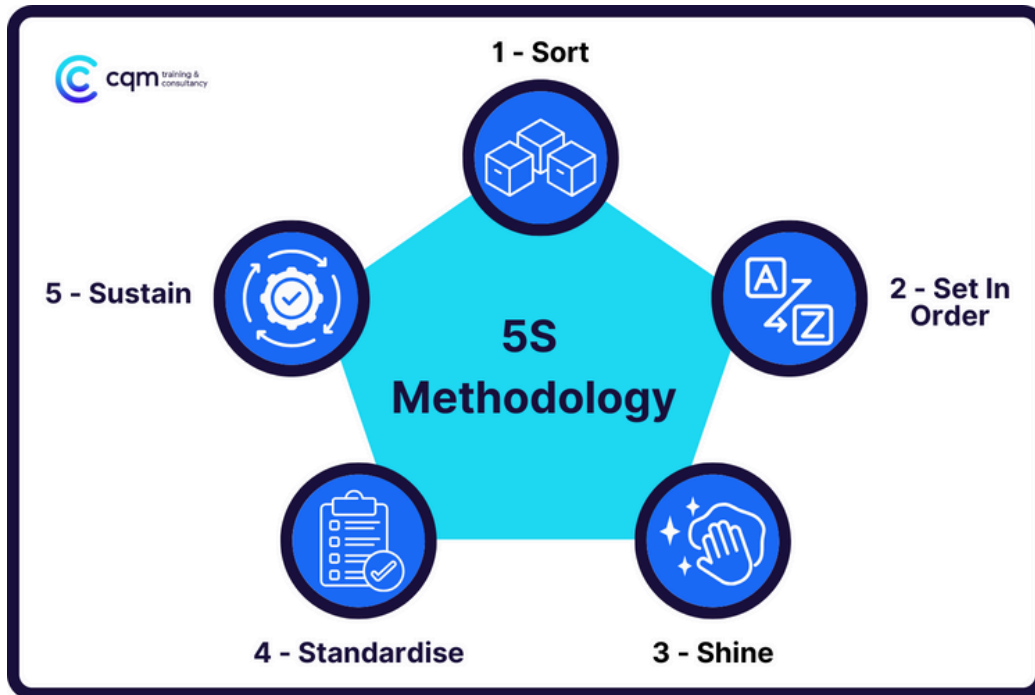 cqm training &
consultancy
1 - Sort
2 - Set In
Order
3 - Shine
4 - Standardise
5 - Sustain
5S
Methodology
A
Z